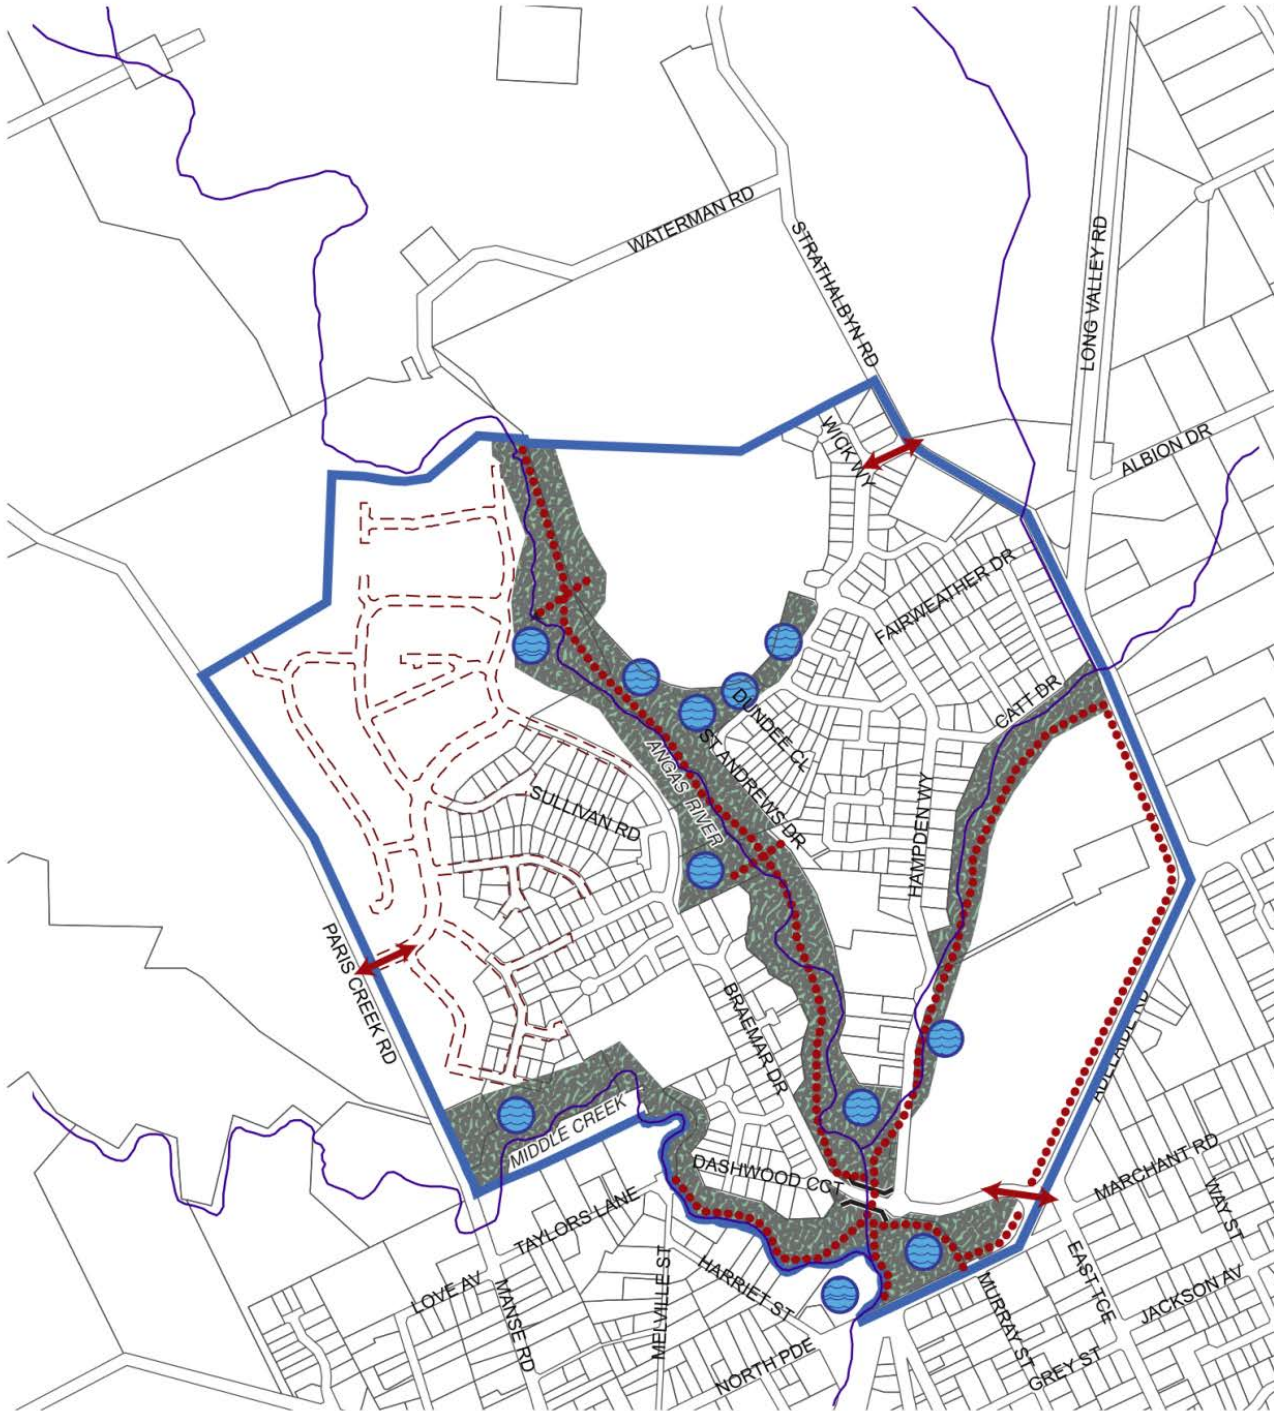 WATERMAN RD
STRATHALBYN RD
LONG VALLEY RD
ALBION DR
WICK WY
FAIRWEATHER DR
CATT DR
DUNDEE CL
ST ANDREWS DR
ANGAS RIVER
SULLIVAN RD
HAMPDEN WY
PARIS CREEK RD
BRAEMAR DR
ADELAIDE RD
MIDDLE CREEK
DASHWOOD CCT
MARCHANT RD
WAY ST
TAYLORS LANE
LOVE AV
MANSE RD
MELVILLE ST
HARRIET ST
NORTH PDE
MURRAY ST
EAST TCE
JACKSON AV
GREY ST